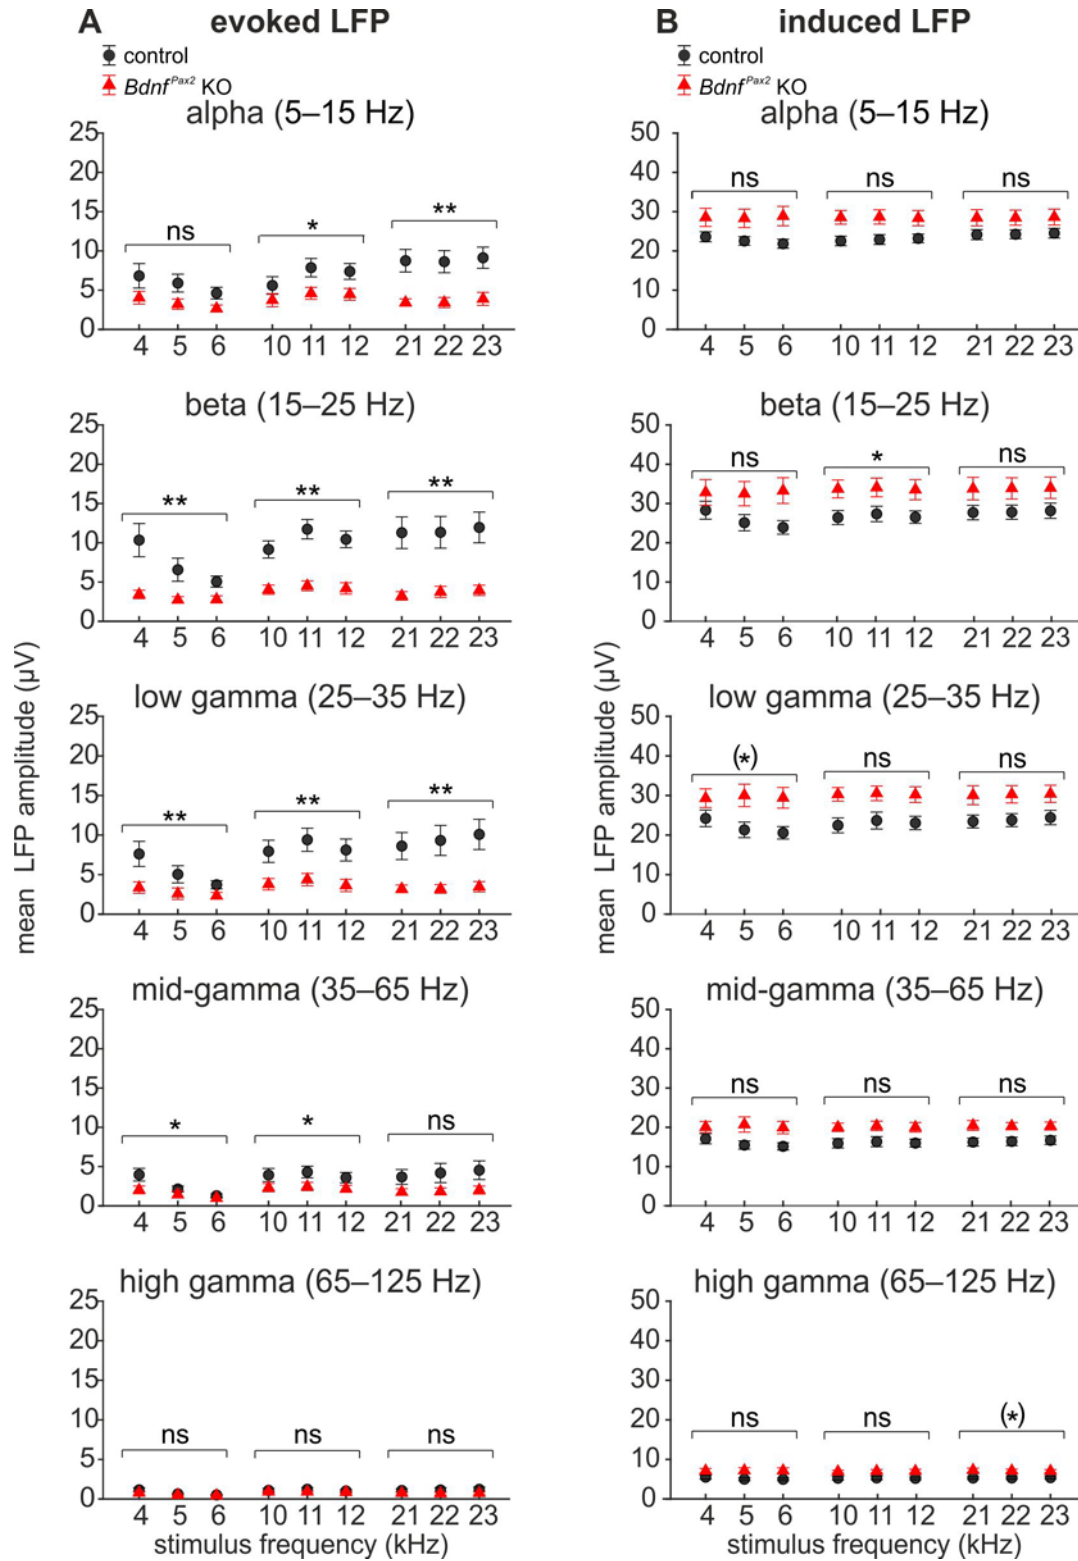 A evoked LFP
control
Bdnf^Pax2 KO
alpha (5–15 Hz)
25
20
15
10
5
0
ns
*
**
4 5 6 10 11 12 21 22 23
beta (15–25 Hz)
25
20
15
10
5
0
**
**
**
4 5 6 10 11 12 21 22 23
low gamma (25–35 Hz)
25
20
15
10
5
0
**
**
**
4 5 6 10 11 12 21 22 23
mid-gamma (35–65 Hz)
25
20
15
10
5
0
*
*
ns
4 5 6 10 11 12 21 22 23
high gamma (65–125 Hz)
25
20
15
10
5
0
ns
ns
ns
4 5 6 10 11 12 21 22 23
stimulus frequency (kHz)
mean LFP amplitude (µV)
B induced LFP
control
Bdnf^Pax2 KO
alpha (5–15 Hz)
50
40
30
20
10
0
ns
ns
ns
4 5 6 10 11 12 21 22 23
beta (15–25 Hz)
50
40
30
20
10
0
ns
*
ns
4 5 6 10 11 12 21 22 23
low gamma (25–35 Hz)
50
40
30
20
10
0
(*)
ns
ns
4 5 6 10 11 12 21 22 23
mid-gamma (35–65 Hz)
50
40
30
20
10
0
ns
ns
ns
4 5 6 10 11 12 21 22 23
high gamma (65–125 Hz)
50
40
30
20
10
0
ns
ns
(*)
4 5 6 10 11 12 21 22 23
stimulus frequency (kHz)
mean LFP amplitude (µV)